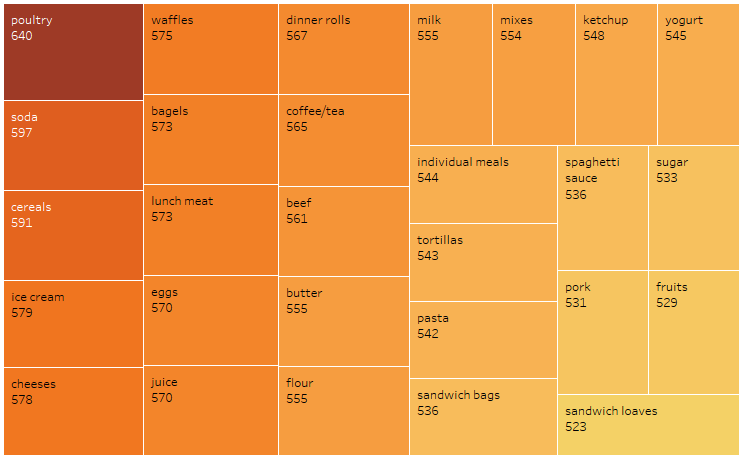 poultry
640
soda
597
cereals
591
ice cream
579
cheeses
578
waffles
575
bagels
573
lunch meat
573
eggs
570
juice
570
dinner rolls
567
coffee/tea
565
beef
561
butter
555
flour
555
milk
555
mixes
554
ketchup
548
yogurt
545
individual meals
544
tortillas
543
pasta
542
sandwich bags
536
spaghetti
sauce
536
sugar
533
pork
531
fruits
529
sandwich loaves
523